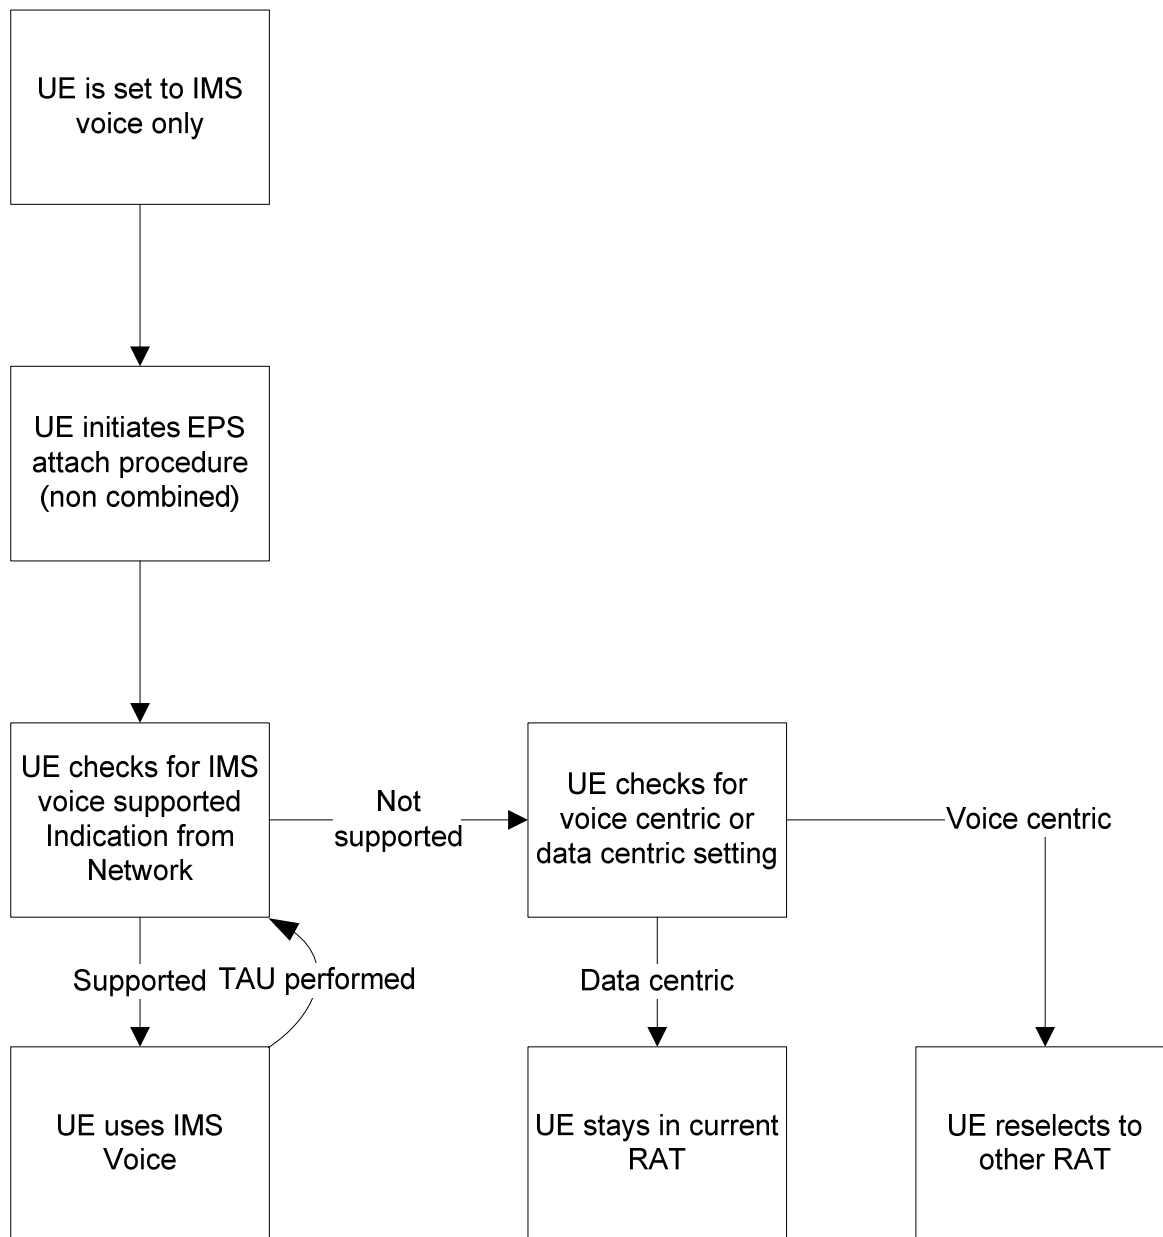 UE is set to IMS
voice only
UE initiates EPS
attach procedure
(non combined)
UE checks for IMS
voice supported
Indication from
Network
Not
supported
UE checks for
voice centric or
data centric setting
Voice centric
Supported
TAU performed
Data centric
UE uses IMS
Voice
UE stays in current
RAT
UE reselects to
other RAT